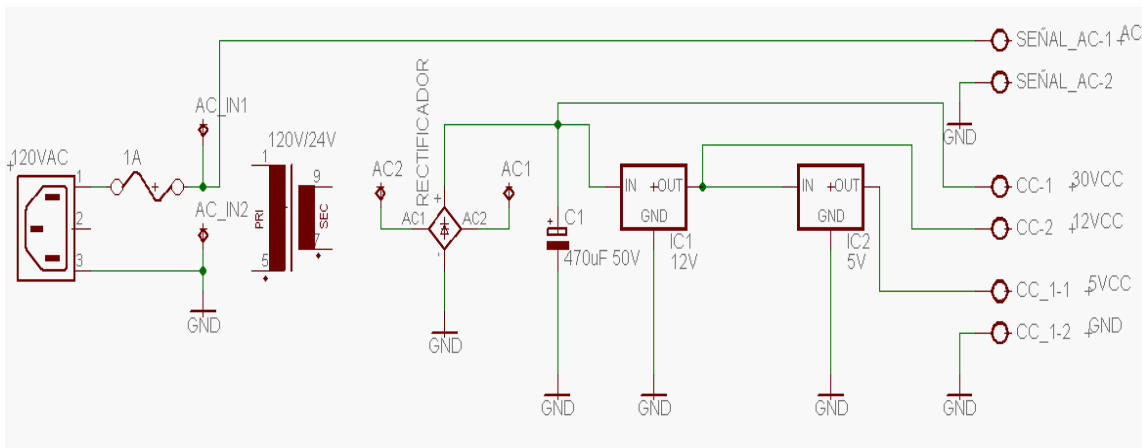 SEÑAL_AC-1 +AC
SEÑAL_AC-2
GND
RECTIFICADOR
AC_IN1
120V/24V
+120VAC
1A
1
9
AC2
AC1
1
2
3
AC_IN2
PRI
SEC
7
5
AC1
AC2
+
-
IN +OUT
GND
IC1
12V
IN +OUT
GND
IC2
5V
C1
470uF 50V
CC-1 +30VCC
CC-2 +12VCC
CC_1-1 +5VCC
CC_1-2 +GND
GND
GND
GND
GND
GND
GND